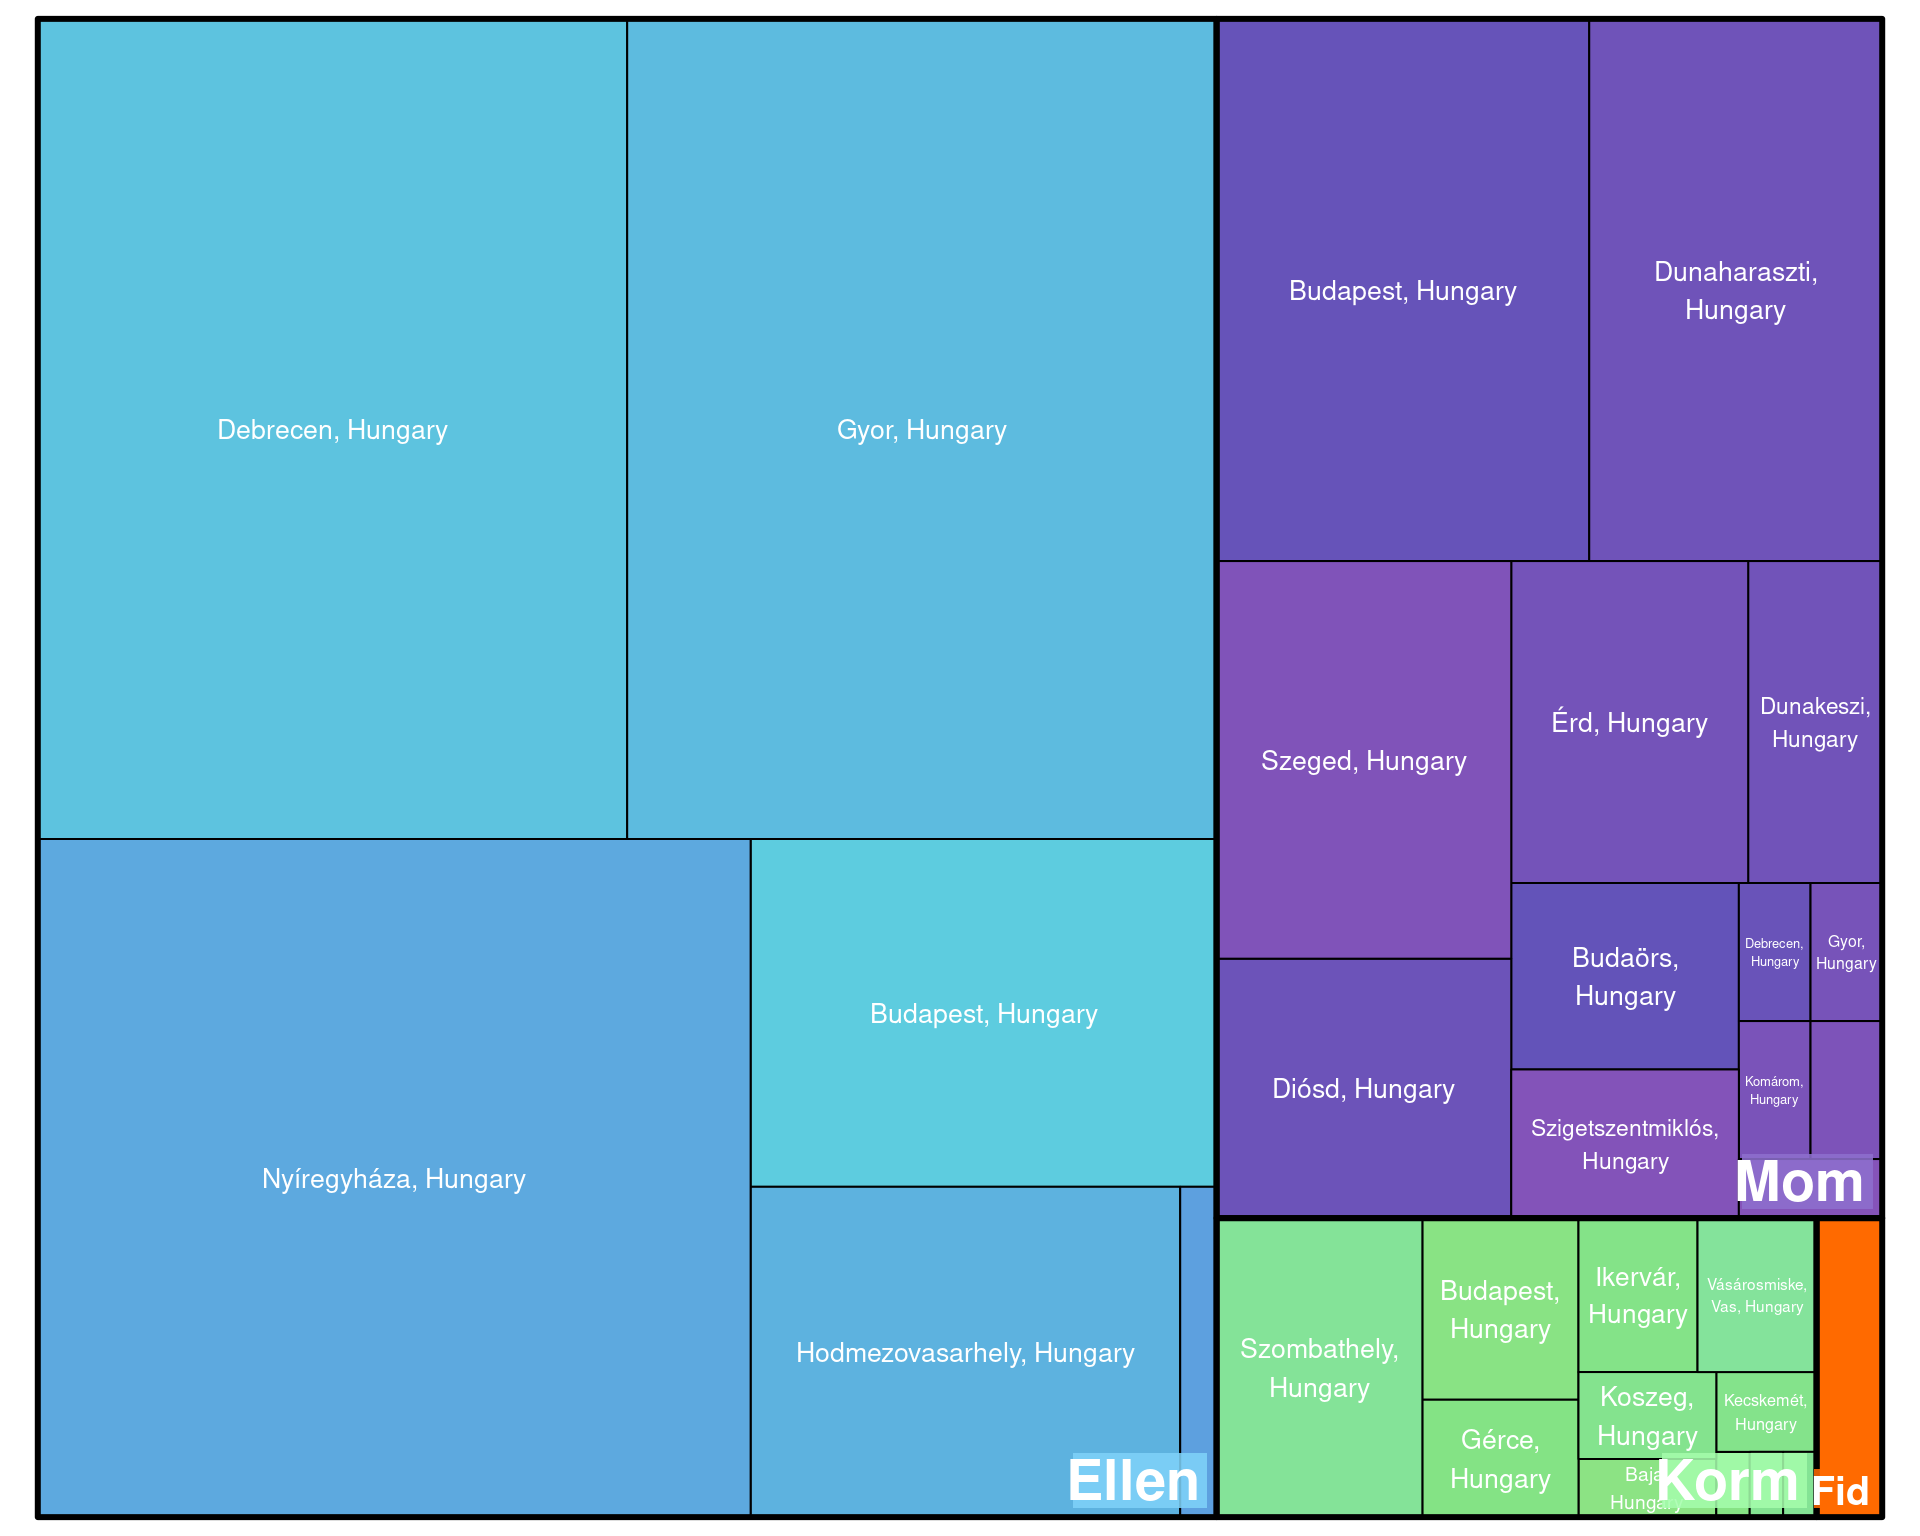 Debrecen, Hungary
Gyor, Hungary
Nyíregyháza, Hungary
Budapest, Hungary
Hodmezovasarhely, Hungary
Ellen
Budapest, Hungary
Dunaharaszti,
Hungary
Szeged, Hungary
Érd, Hungary
Dunakeszi,
Hungary
Diósd, Hungary
Budaörs,
Hungary
Debrecen,
Hungary
Gyor,
Hungary
Komárom,
Hungary
Szigetszentmiklós,
Hungary
Mom
Szombathely,
Hungary
Budapest,
Hungary
Gérce,
Hungary
Ikervár,
Hungary
Vásárosmiske,
Vas, Hungary
Koszeg,
Hungary
Kecskemét,
Hungary
Baja,
Hungary
Korm
Fid